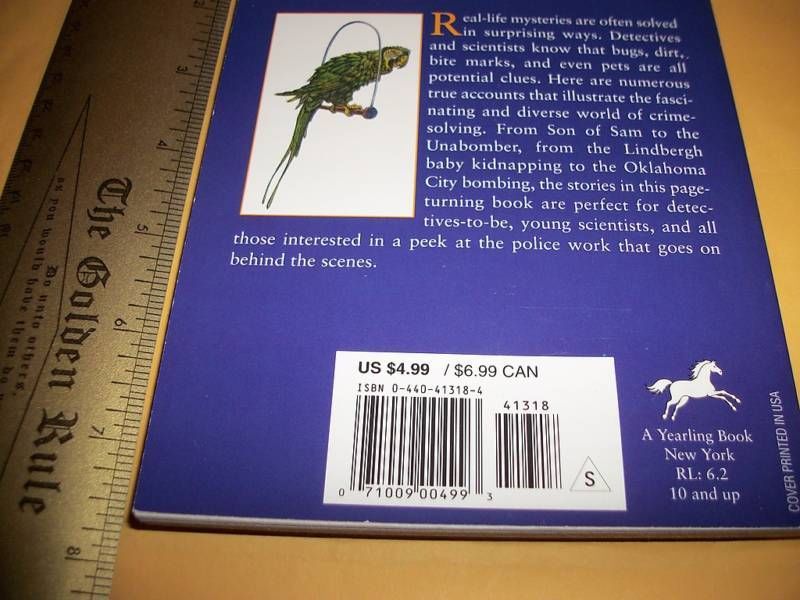 Real-life mysteries are often solved
in surprising ways. Detectives
and scientists know that bugs, dirt,
bite marks, and even pets are all
potential clues. Here are numerous
true accounts that illustrate the fasci-
nating and diverse world of crime-
solving. From Son of Sam to the
Unabomber, from the Lindbergh
baby kidnapping to the Oklahoma
City bombing, the stories in this page-
turning book are perfect for detec-
tives-to-be, young scientists, and all
those interested in a peek at the police work that goes on
behind the scenes.
US $4.99 / $6.99 CAN
ISBN 0-440-41318-4
41318
0 71009 00499 3
S
A Yearling Book
New York
RL: 6.2
10 and up
COVER PRINTED IN USA
The Golden Rule
Do unto others,
as you would have them do
3
4
5
6
7
8